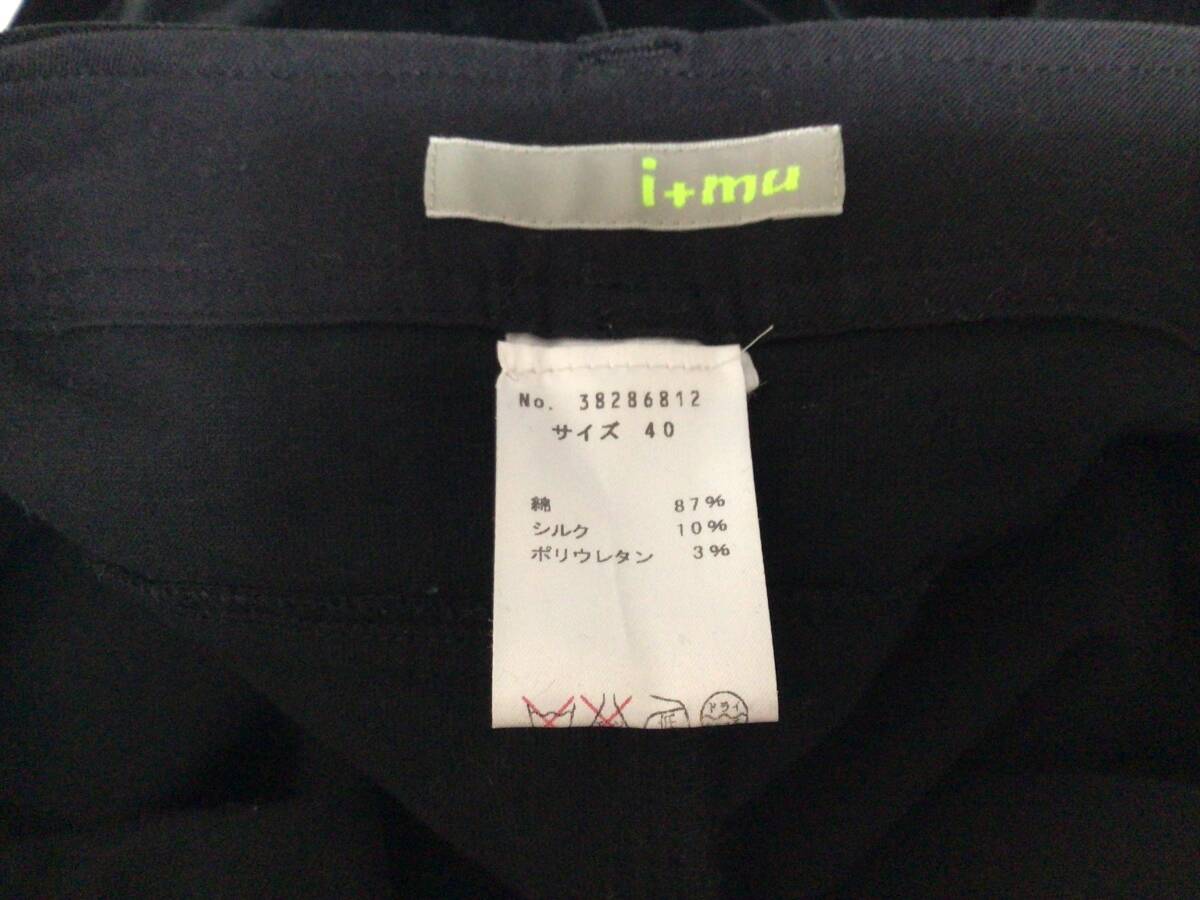 i+mu
No. 38286812
サイズ 40
綿 87%
シルク 10%
ポリウレタン 3%
低 ドライ